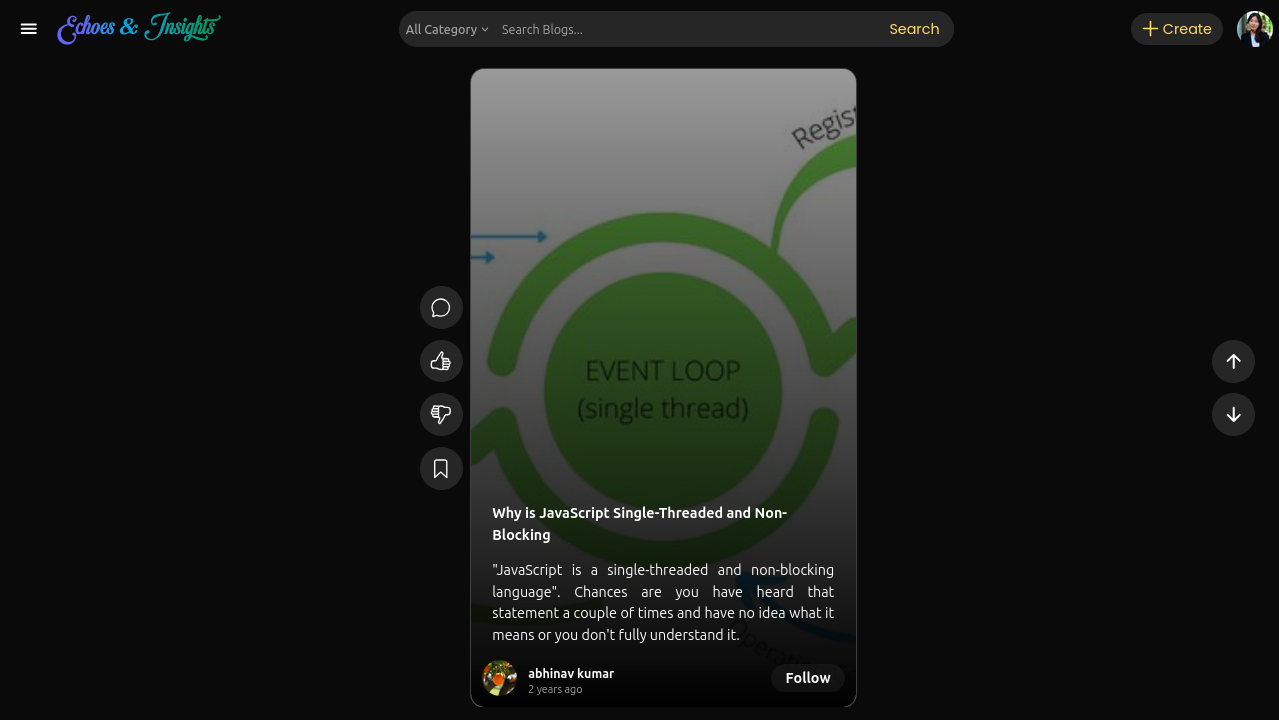 Echoes & Insights
All Category
Search Blogs...
Search
Create
EVENT LOOP
(single thread)
Why is JavaScript Single-Threaded and Non-
Blocking
"JavaScript is a single-threaded and non-blocking
language". Chances are you have heard that
statement a couple of times and have no idea what it
means or you don't fully understand it.
abhinav kumar
2 years ago
Follow